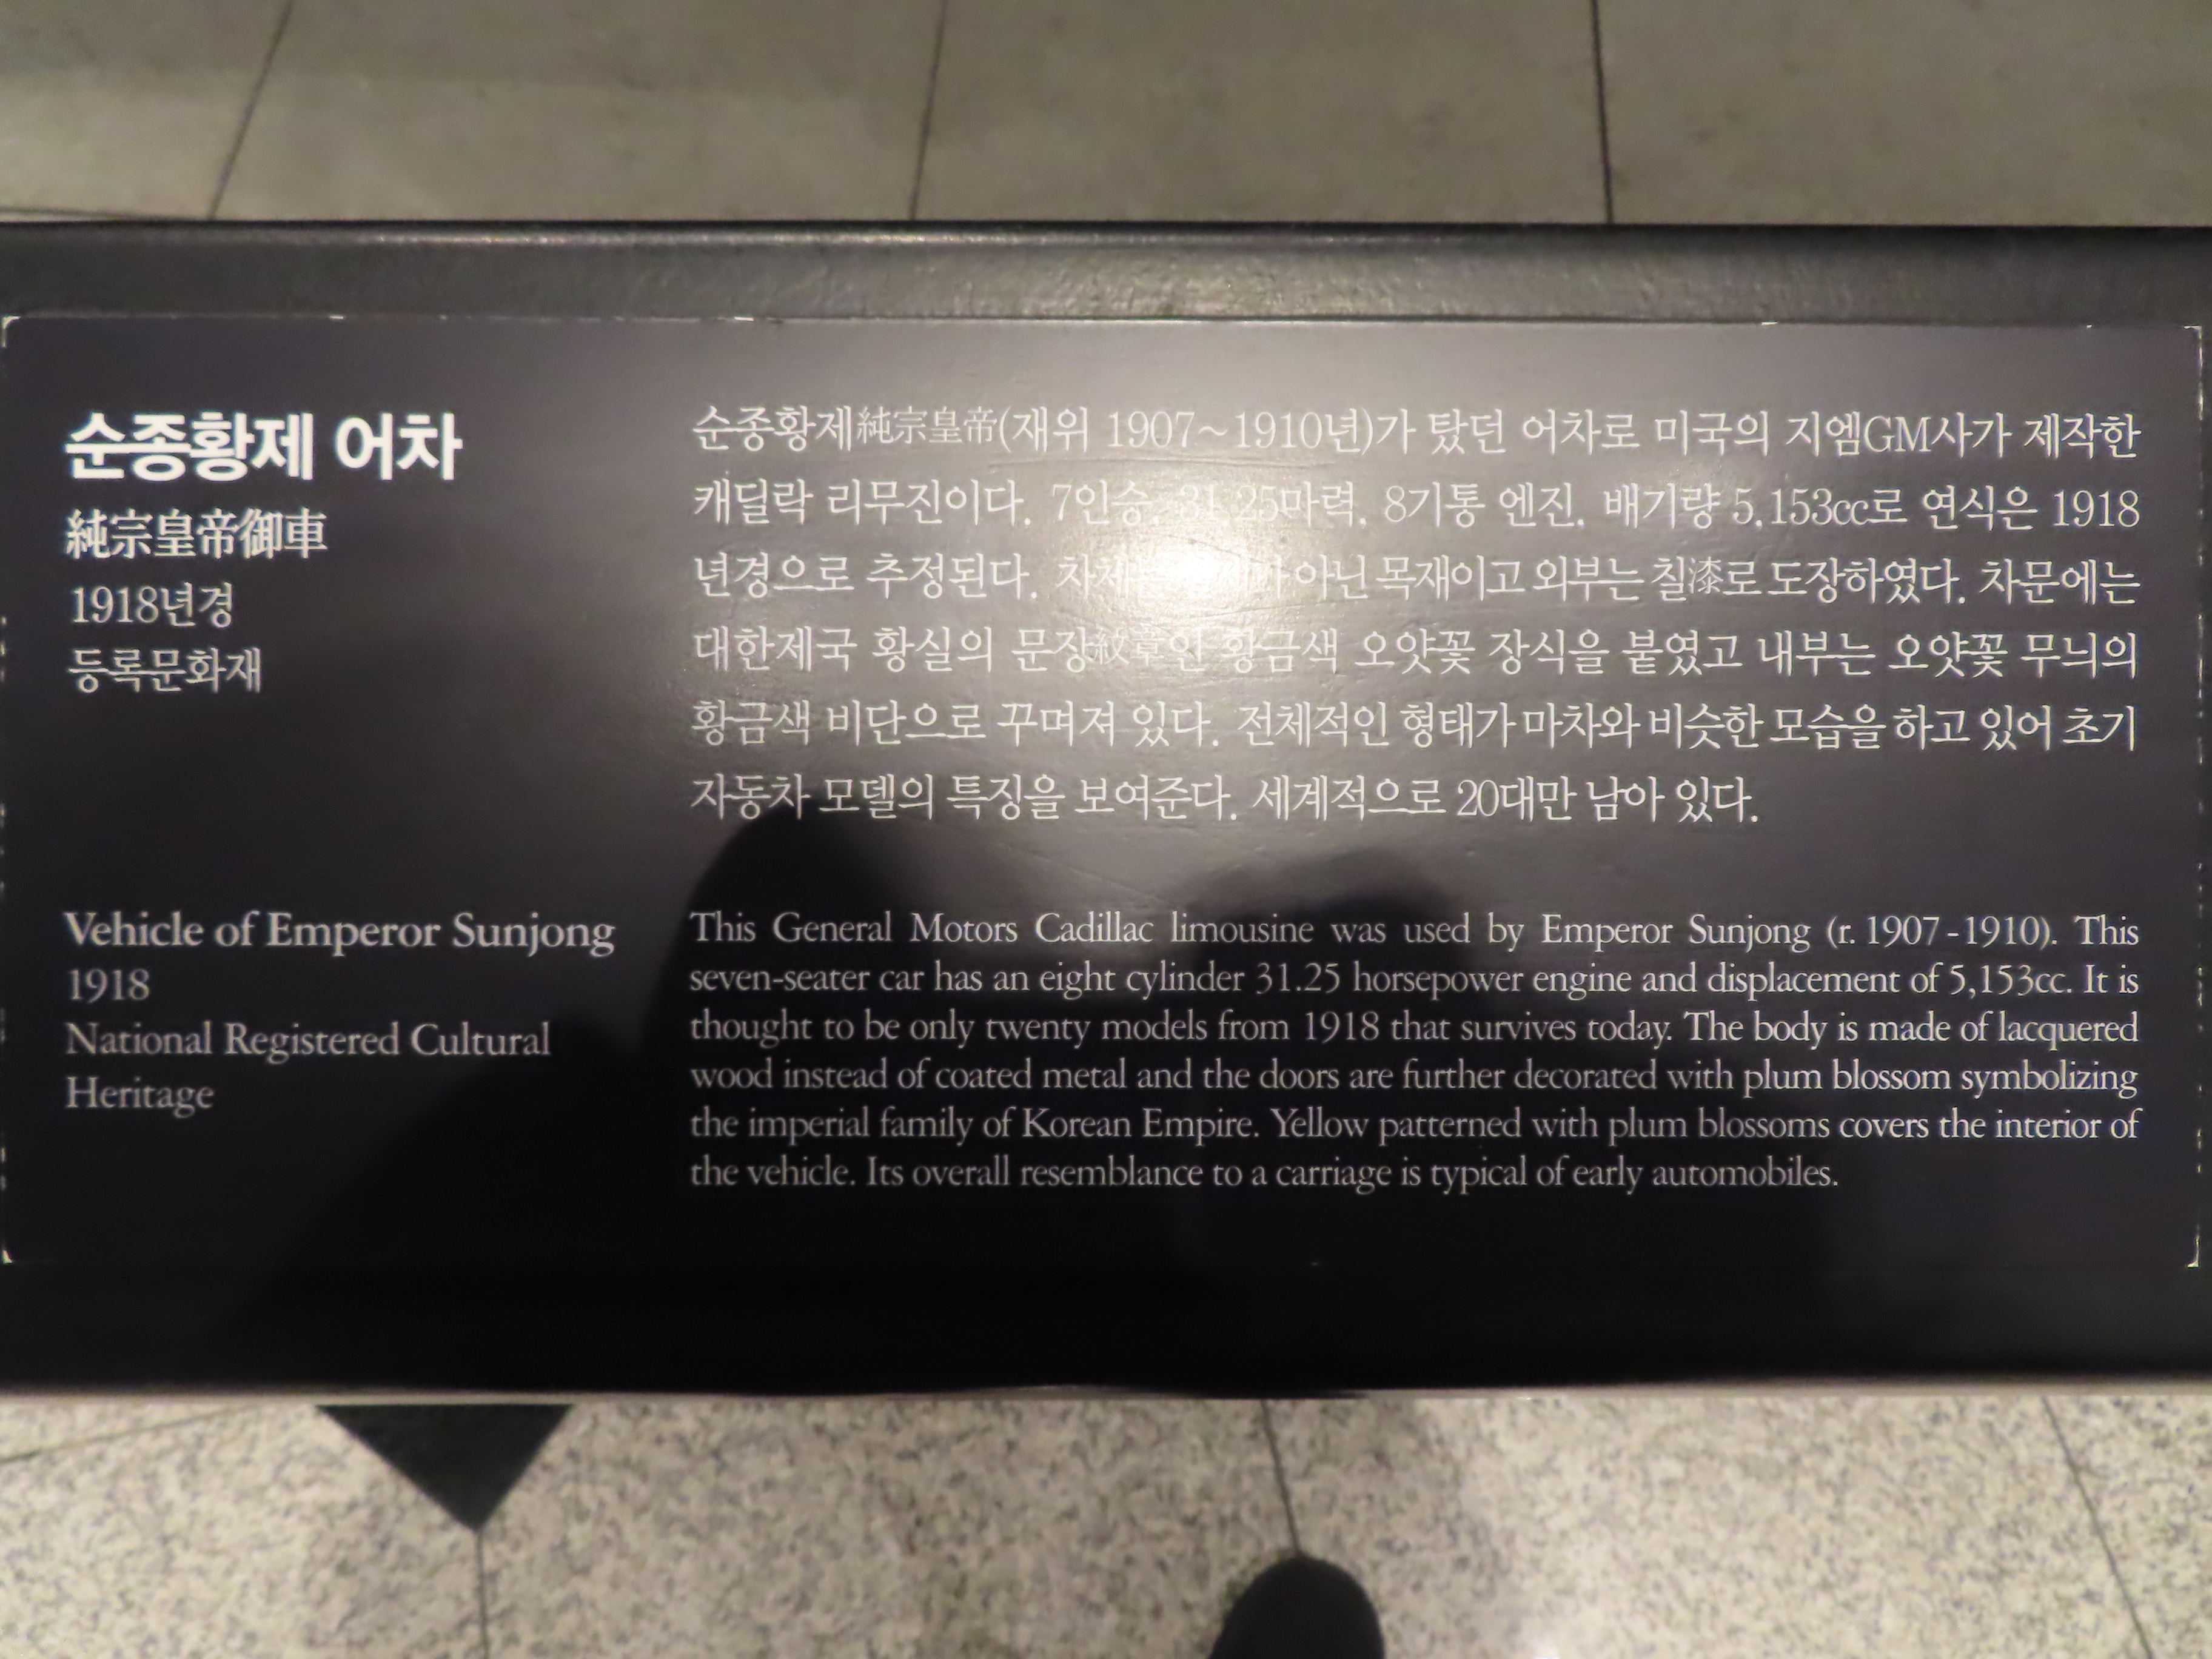 순종황제 어차
純宗皇帝御車
1918년경
등록문화재
순종황제純宗皇帝(재위 1907~1910년)가 탔던 어차로 미국의 지엠GM사가 제작한
캐딜락 리무진이다. 7인승, 31.25마력, 8기통 엔진, 배기량 5,153cc로 연식은 1918
년경으로 추정된다. 아닌 목재이고 외부는 칠漆로 도장하였다. 차문에는
대한제국 황실의 문장紋章인 황금색 오얏꽃 장식을 붙였고 내부는 오얏꽃 무늬의
황금색 비단으로 꾸며져 있다. 전체적인 형태가 마차와 비슷한 모습을 하고 있어 초기
자동차 모델의 특징을 보여준다. 세계적으로 20대만 남아 있다.
Vehicle of Emperor Sunjong
1918
National Registered Cultural
Heritage
This General Motors Cadillac limousine was used by Emperor Sunjong (r. 1907-1910). This
seven-seater car has an eight cylinder 31.25 horsepower engine and displacement of 5,153cc. It is
thought to be only twenty models from 1918 that survives today. The body is made of lacquered
wood instead of coated metal and the doors are further decorated with plum blossom symbolizing
the imperial family of Korean Empire. Yellow patterned with plum blossoms covers the interior of
the vehicle. Its overall resemblance to a carriage is typical of early automobiles.